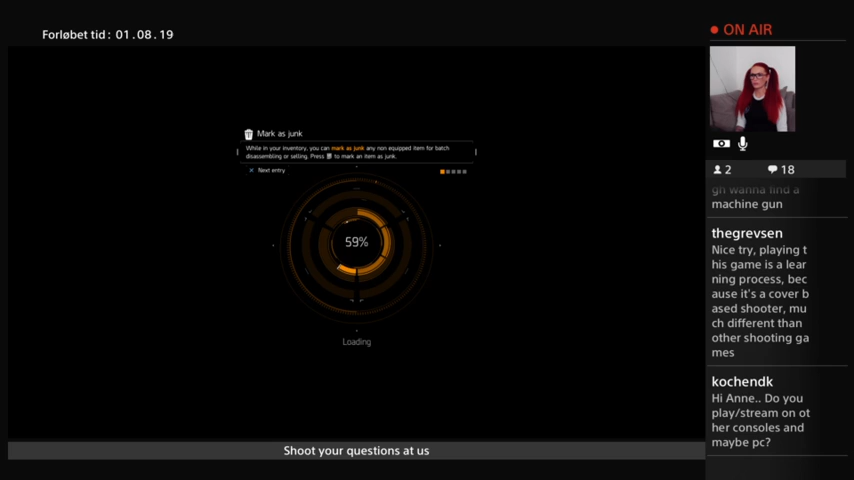 Forløbet tid: 01.08.19
ON AIR
Mark as junk
While in your inventory, you can mark as junk any non equipped item for batch
disassembling or selling. Press to mark an item as junk.
Next entry
59%
Loading
2 18
gh wanna find a
machine gun
thegrevsen
Nice try, playing t
his game is a lear
ning process, bec
ause it's a cover b
ased shooter, mu
ch different than
other shooting ga
mes
kochendk
Hi Anne.. Do you
play/stream on ot
her consoles and
maybe pc?
Shoot your questions at us